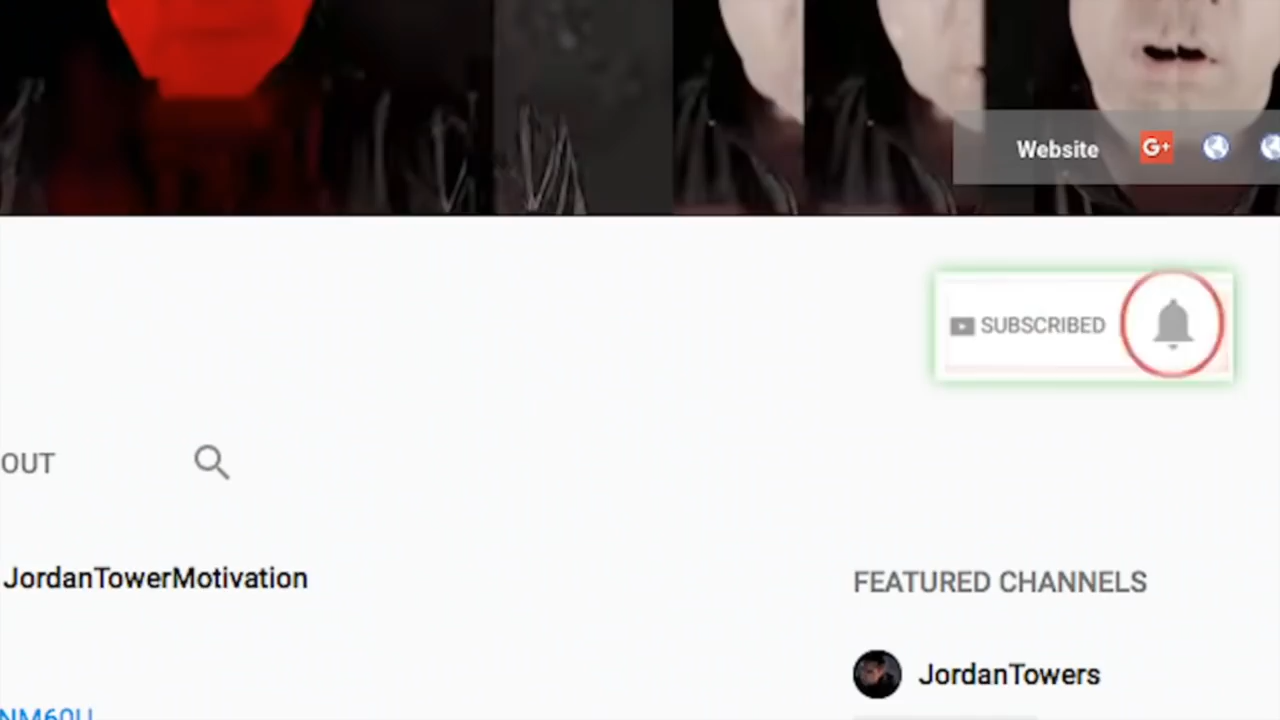 Website G+
SUBSCRIBED
OUT
JordanTowerMotivation
FEATURED CHANNELS
JordanTowers